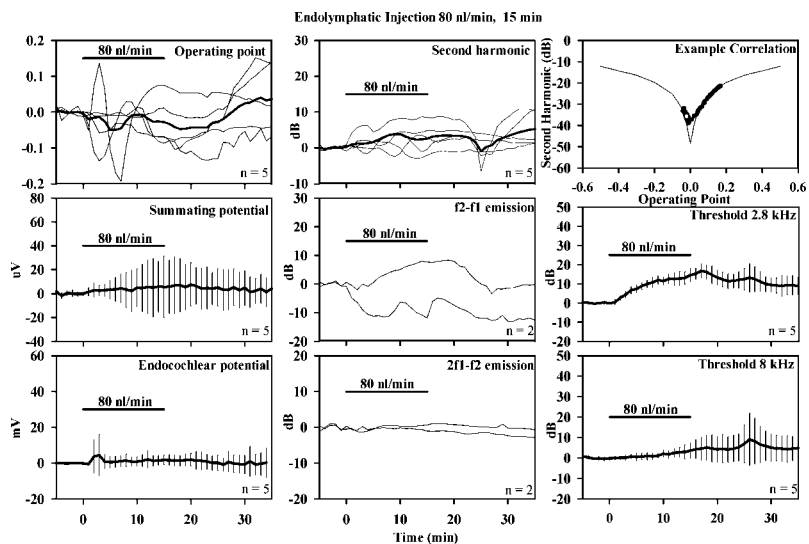 Endolymphatic Injection 80 nl/min, 15 min
0.2
0.1
0.0
-0.1
-0.2
Operating point
80 nl/min
n = 5
30
20
10
0
-10
dB
Second harmonic
80 nl/min
n = 5
0
-10
-20
-30
-40
-50
-60
Second Harmonic (dB)
Example Correlation
-0.6
-0.4
-0.2
0.0
0.2
0.4
0.6
Operating Point
80
60
40
20
0
-20
-40
uV
Summating potential
80 nl/min
n = 5
30
20
10
0
-10
-20
dB
f2-f1 emission
80 nl/min
n = 2
50
40
30
20
10
0
-10
-20
dB
Threshold 2.8 kHz
80 nl/min
n = 5
60
40
20
0
-20
mV
Endocochlear potential
80 nl/min
n = 5
0
10
20
30
30
20
10
0
-10
-20
dB
2f1-f2 emission
80 nl/min
n = 2
0
10
20
30
Time (min)
50
40
30
20
10
0
-10
-20
dB
Threshold 8 kHz
80 nl/min
n = 5
0
10
20
30